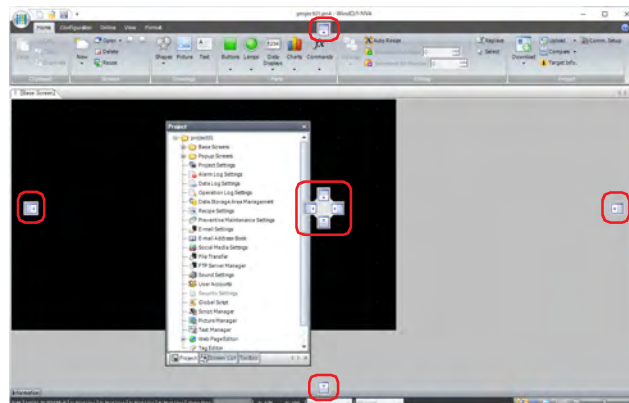 project01.pn4 - WindO/I-NV4
Home Configuration Online View Format
Open
New
Delete
Reuse
Shapes Picture Text
Buttons Lamps Data Displays Charts Commands
Auto Resize
Replace
Select
Download
Upload
Compare
Target Info.
Comm. Setup
Screen
Drawings
Parts
Editing
Project
1 [Base Screen]
Project
project01
Base Screens
Popup Screens
Project Settings
Alarm Log Settings
Data Log Settings
Operation Log Settings
Data Storage Area Management
Recipe Settings
Preventive Maintenance Settings
E-mail Settings
E-mail Address Book
Social Media Settings
File Transfer
FTP Server Manager
Sound Settings
User Accounts
Security Settings
Global Script
Script Manager
Picture Manager
Text Manager
Web Page Editor
Tag Editor
Project Screen List Toolbox
Information